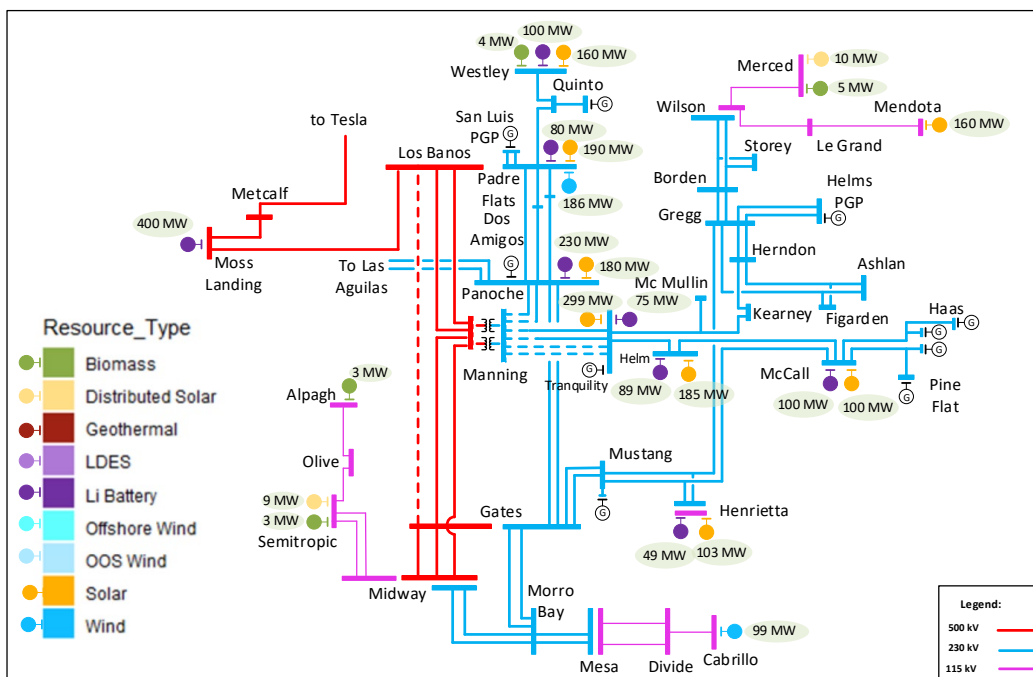 100 MW
4 MW
160 MW
Westley
Quinto
Merced
10 MW
5 MW
Mendota
160 MW
Wilson
Le Grand
Storey
San Luis
PGP
G
G
80 MW
190 MW
to Tesla
Los Banos
Padre
Flats
Dos
Amigos
186 MW
Borden
Gregg
Helms
PGP
G
Metcalf
400 MW
Moss
Landing
To Las
Aguilas
G
Panoche
230 MW
180 MW
Herndon
Ashlan
Mc Mullin
299 MW
75 MW
Kearney
Figarden
Haas
G
G
G
Manning
G
Tranquility
Helm
89 MW
185 MW
McCall
100 MW
100 MW
Pine
Flat
G
Resource_Type
Biomass
Distributed Solar
Geothermal
LDES
Li Battery
Offshore Wind
OOS Wind
Solar
Wind
3 MW
Alpagh
Olive
9 MW
3 MW
Semitropic
Mustang
G
Henrietta
49 MW
103 MW
Gates
Midway
Morro
Bay
Mesa
Divide
Cabrillo
99 MW
Legend:
500 kV
230 kV
115 kV